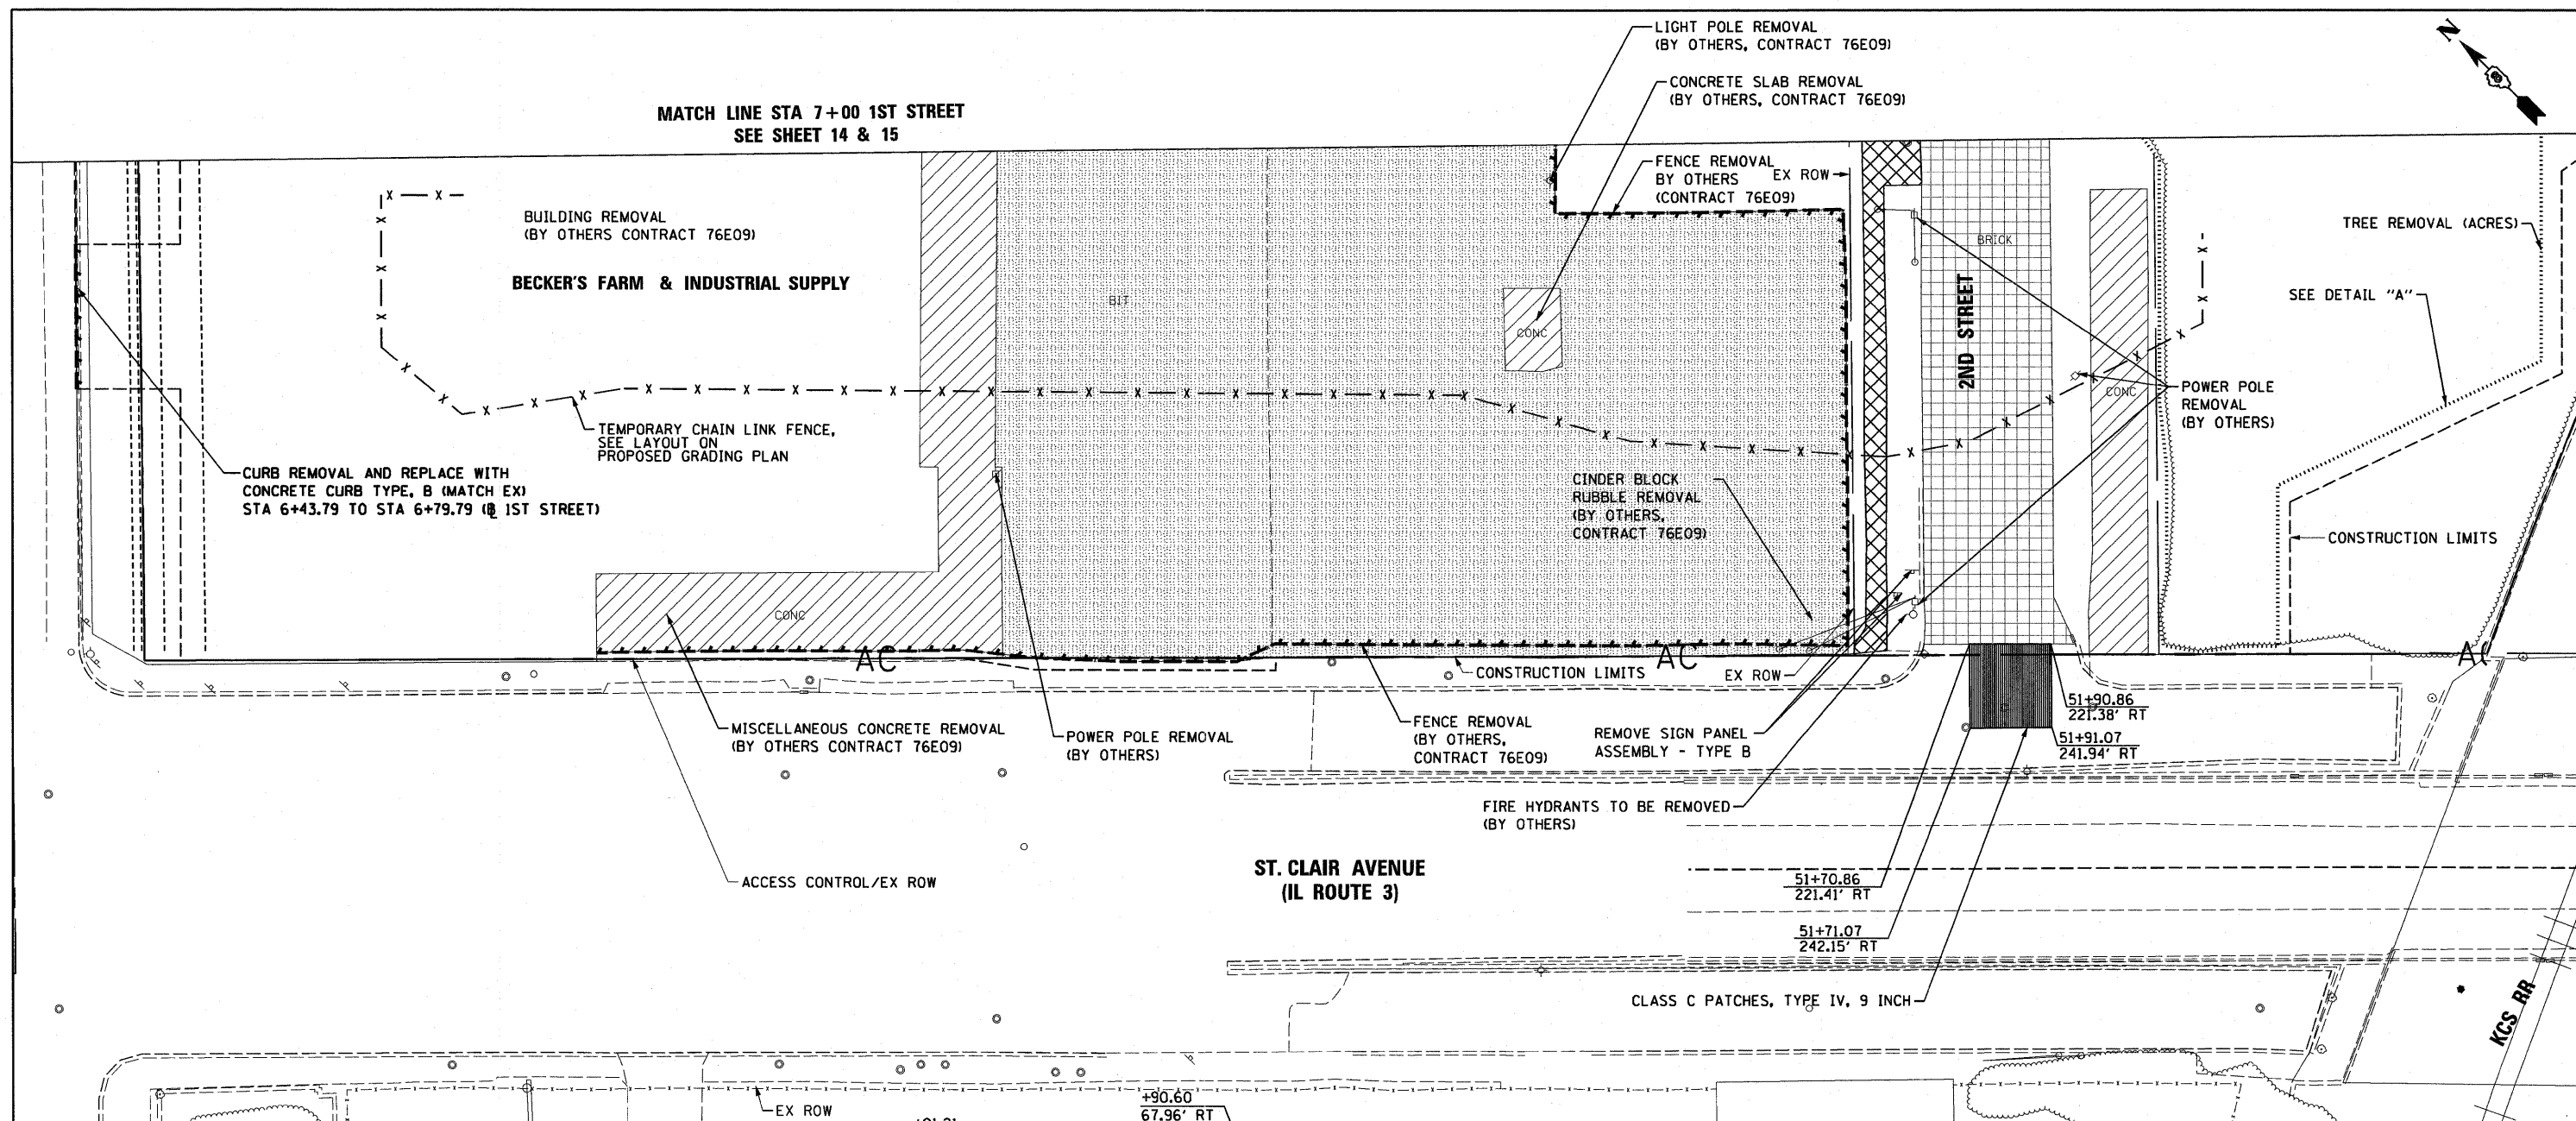 LIGHT POLE REMOVAL
(BY OTHERS, CONTRACT 76E09)
N
CONCRETE SLAB REMOVAL
(BY OTHERS, CONTRACT 76E09)
MATCH LINE STA 7+00 1ST STREET
SEE SHEET 14 & 15
FENCE REMOVAL
BY OTHERS
(CONTRACT 76E09)
EX ROW
BUILDING REMOVAL
(BY OTHERS CONTRACT 76E09)
BECKER'S FARM & INDUSTRIAL SUPPLY
BIT
CONC
BRICK
2ND STREET
TREE REMOVAL (ACRES)
SEE DETAIL "A"
POWER POLE
REMOVAL
(BY OTHERS)
CONC
TEMPORARY CHAIN LINK FENCE,
SEE LAYOUT ON
PROPOSED GRADING PLAN
CURB REMOVAL AND REPLACE WITH
CONCRETE CURB TYPE, B (MATCH EX)
STA 6+43.79 TO STA 6+79.79 (℄ 1ST STREET)
CINDER BLOCK
RUBBLE REMOVAL
(BY OTHERS,
CONTRACT 76E09)
CONSTRUCTION LIMITS
CONC
AC
AC
AC
CONSTRUCTION LIMITS
EX ROW
MISCELLANEOUS CONCRETE REMOVAL
(BY OTHERS CONTRACT 76E09)
POWER POLE REMOVAL
(BY OTHERS)
FENCE REMOVAL
(BY OTHERS,
CONTRACT 76E09)
REMOVE SIGN PANEL
ASSEMBLY - TYPE B
51+90.86
221.38' RT
51+91.07
241.94' RT
FIRE HYDRANTS TO BE REMOVED
(BY OTHERS)
ACCESS CONTROL/EX ROW
ST. CLAIR AVENUE
(IL ROUTE 3)
51+70.86
221.41' RT
51+71.07
242.15' RT
CLASS C PATCHES, TYPE IV, 9 INCH
KCS RR
EX ROW
+90.60
67.96' RT